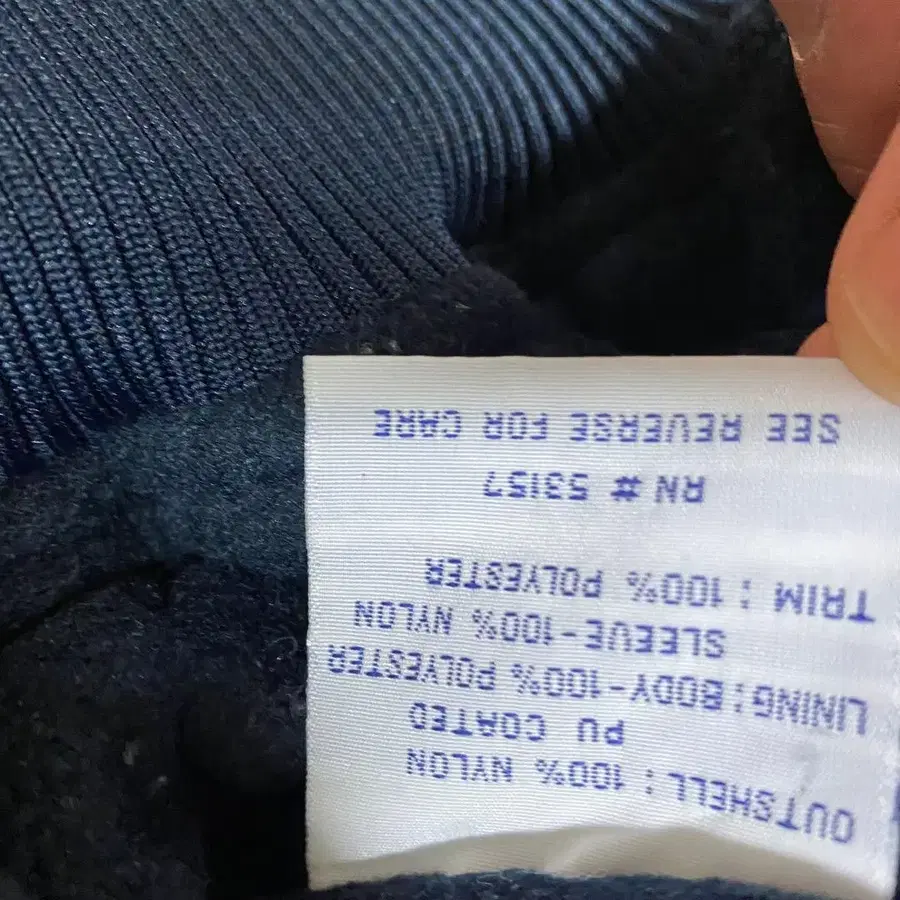 OUTSHELL : 100% NYLON
PU COATED
LINING : BODY-100% POLYESTER
SLEEVE-100% NYLON
TRIM : 100% POLYESTER
RN # 53157
SEE REVERSE FOR CARE